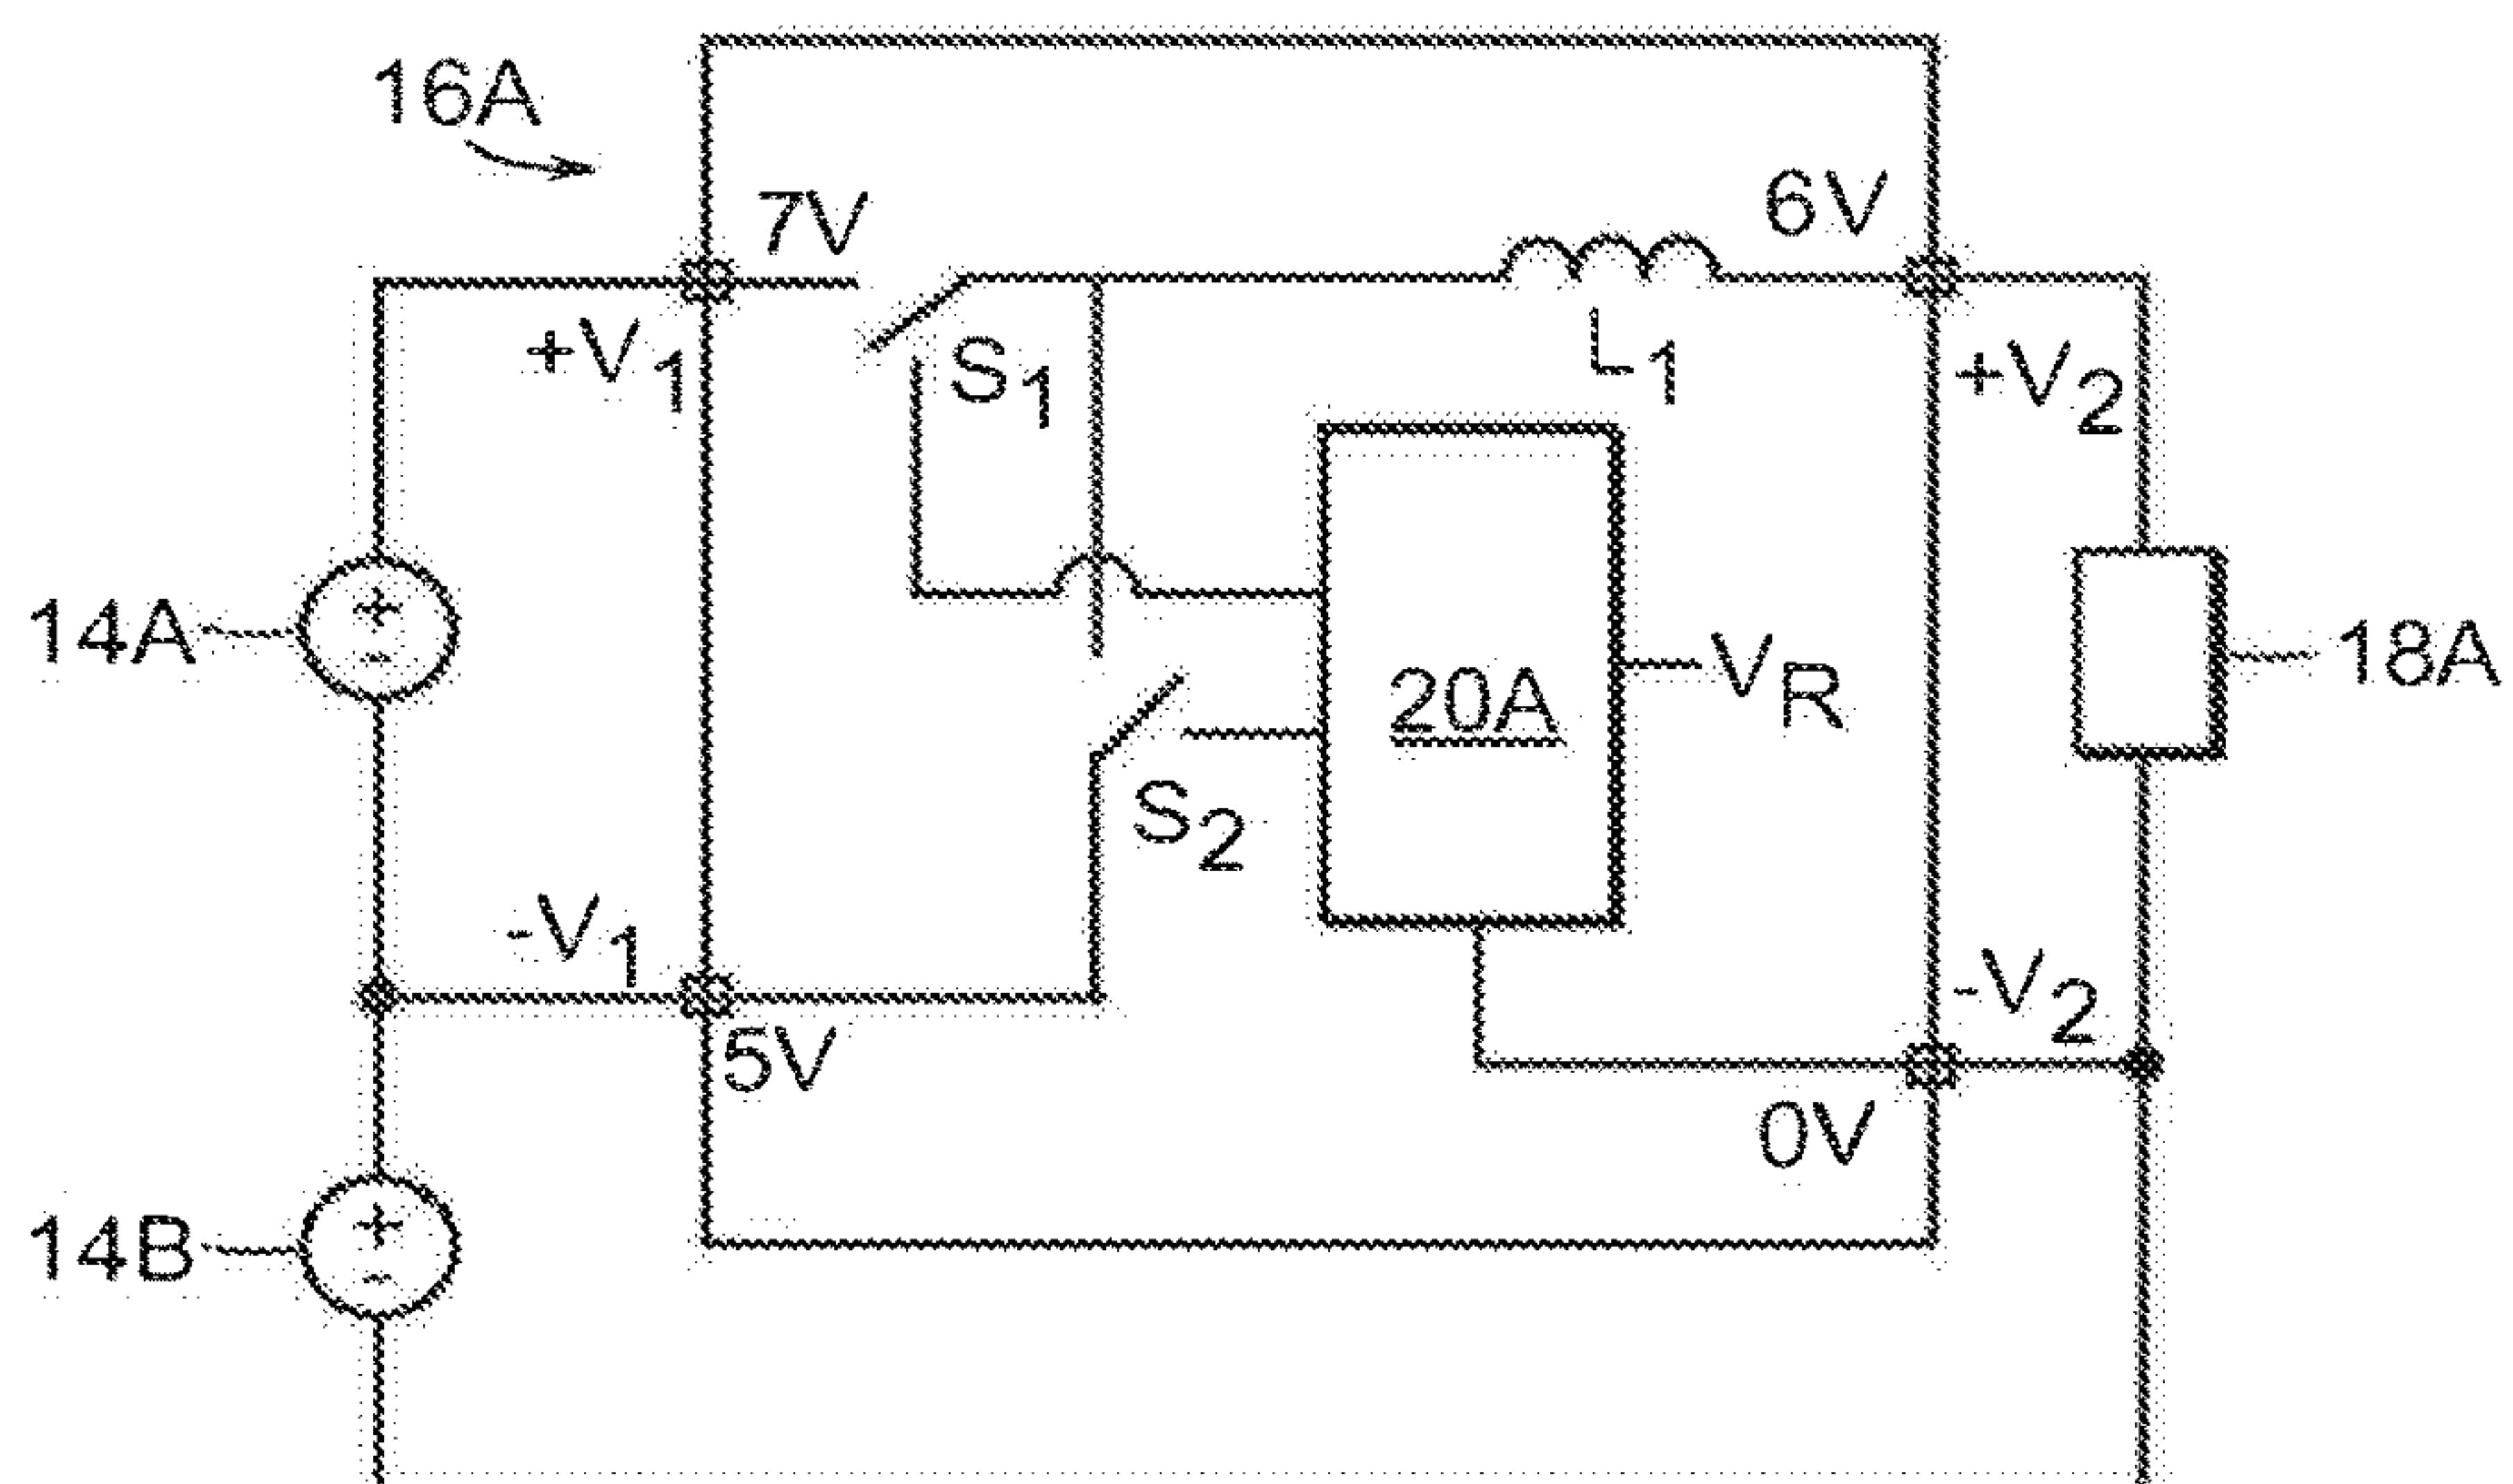 16A
7V
6V
+V1
S1
L1
+V2
14A
20A
VR
18A
S2
-V1
-V2
5V
0V
14B
+
-
+
-